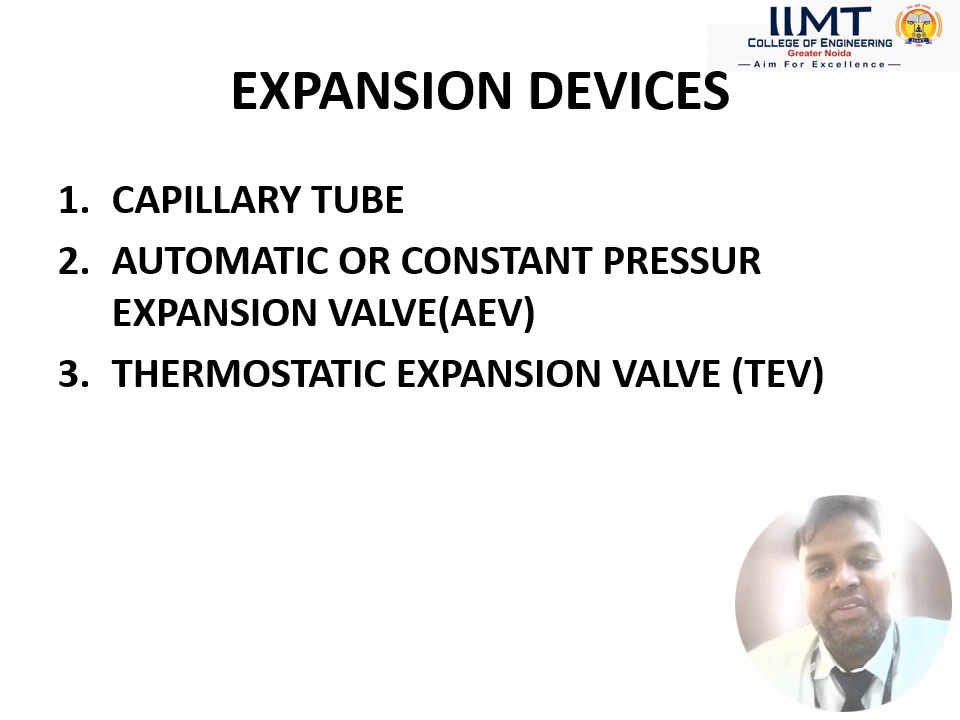 IIMT
COLLEGE OF ENGINEERING
Greater Noida
Aim For Excellence
EXPANSION DEVICES
1. CAPILLARY TUBE
2. AUTOMATIC OR CONSTANT PRESSUR
EXPANSION VALVE(AEV)
3. THERMOSTATIC EXPANSION VALVE (TEV)